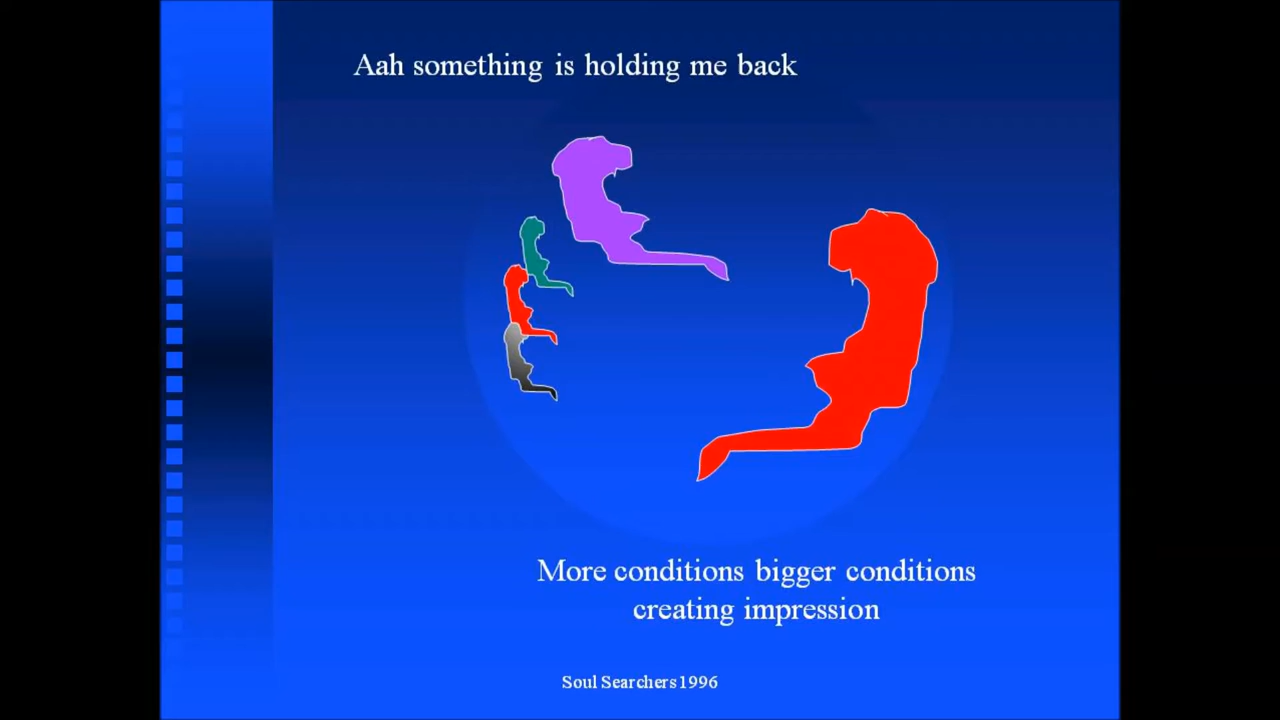 Aah something is holding me back
More conditions bigger conditions
creating impression
Soul Searchers 1996